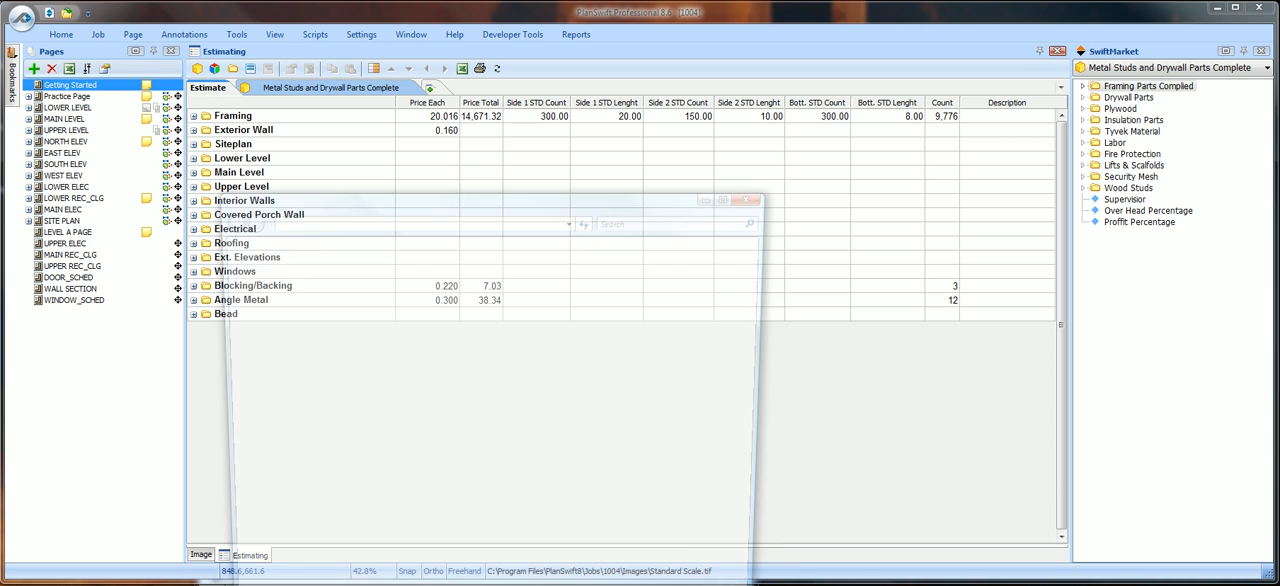 PlanSwift Professional 8.6 - [1004]
Home Job Page Annotations Tools View Scripts Settings Window Help Developer Tools Reports
Bookmarks
Pages
Getting Started
Practice Page
LOWER LEVEL
MAIN LEVEL
UPPER LEVEL
NORTH ELEV
EAST ELEV
SOUTH ELEV
WEST ELEV
LOWER ELEC
LOWER REC_CLG
MAIN ELEC
SITE PLAN
LEVEL A PAGE
UPPER ELEC
MAIN REC_CLG
UPPER REC_CLG
DOOR_SCHED
WALL SECTION
WINDOW_SCHED
Estimating
Estimate Metal Studs and Drywall Parts Complete
Price Each Price Total Side 1 STD Count Side 1 STD Lenght Side 2 STD Count Side 2 STD Lenght Bott. STD Count Bott. STD Lenght Count Description
Framing 20.016 14,671.32 300.00 20.00 150.00 10.00 300.00 8.00 9,776
Exterior Wall 0.160
Siteplan
Lower Level
Main Level
Upper Level
Interior Walls
Covered Porch Wall
Electrical
Roofing
Ext. Elevations
Windows
Blocking/Backing 0.220 7.03 3
Angle Metal 0.300 38.34 12
Bead
Search
SwiftMarket
Metal Studs and Drywall Parts Complete
Framing Parts Complied
Drywall Parts
Plywood
Insulation Parts
Tyvek Material
Labor
Fire Protection
Lifts & Scalfolds
Security Mesh
Wood Studs
Supervisior
Over Head Percentage
Proffit Percentage
Image Estimating
848.6,661.6 42.8% Snap Ortho Freehand C:\Program Files\PlanSwift8\Jobs\1004\Images\Standard Scale.tif